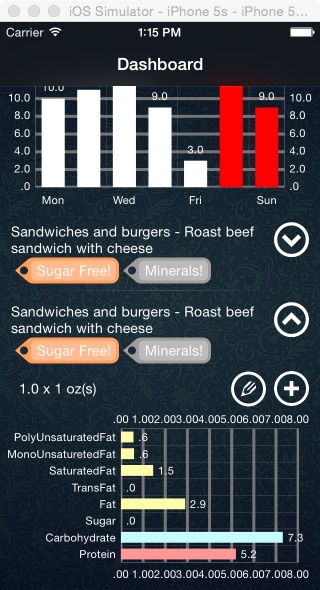 iOS Simulator - iPhone 5s - iPhone 5...
Carrier 1:15 PM
Dashboard
10.0 10.0 9.0 9.0 10.0
8.0 8.0
6.0 6.0
4.0 3.0 4.0
2.0 2.0
.0 .0
Mon Wed Fri Sun
Sandwiches and burgers - Roast beef
sandwich with cheese
Sugar Free! Minerals!
Sandwiches and burgers - Roast beef
sandwich with cheese
Sugar Free! Minerals!
1.0 x 1 oz(s)
.00 1.002.003.004.005.006.007.008.00
PolyUnsaturatedFat .6
MonoUnsaturetedFat .6
SaturatedFat 1.5
TransFat .0
Fat 2.9
Sugar .0
Carbohydrate 7.3
Protein 5.2
.00 1.002.003.004.005.006.007.008.00